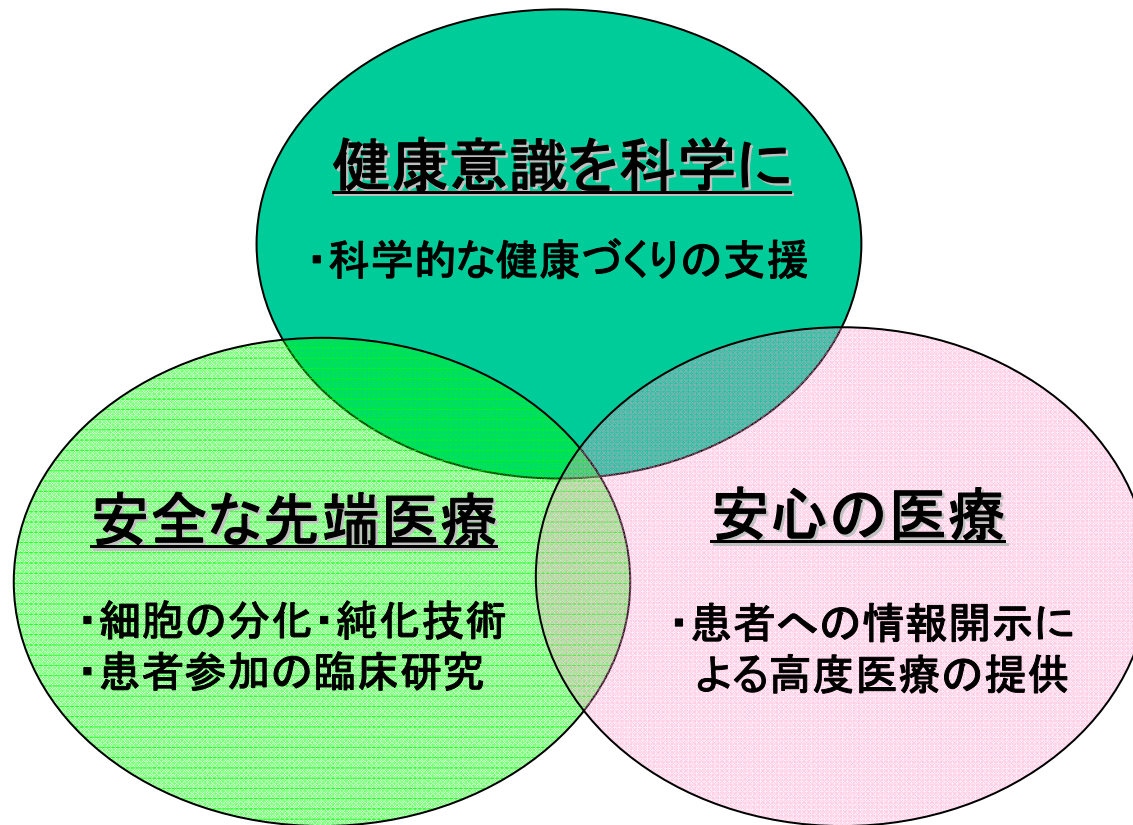 健康意識を科学に
・科学的な健康づくりの支援
安全な先端医療
・細胞の分化・純化技術
・患者参加の臨床研究
安心の医療
・患者への情報開示に
よる高度医療の提供